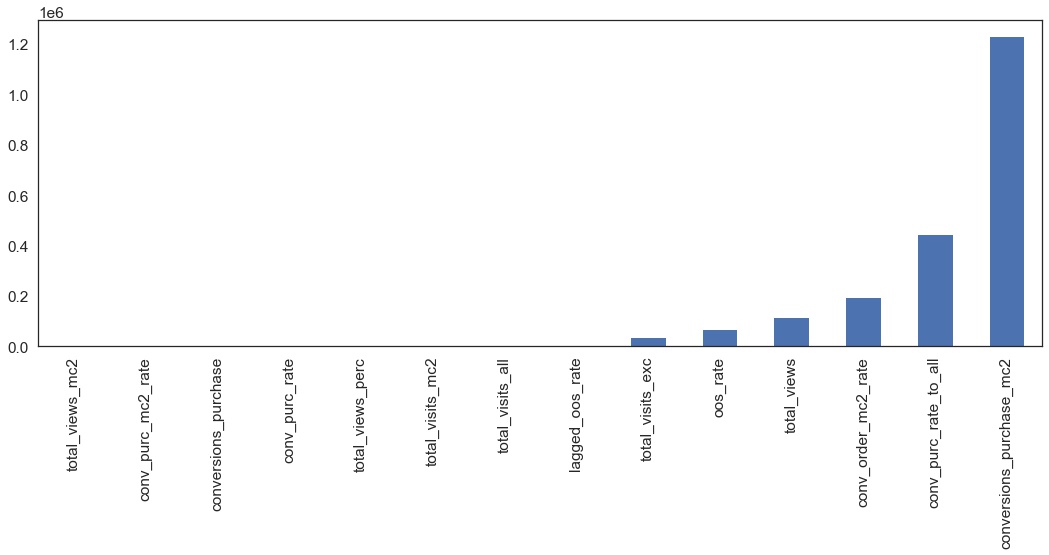 1e6
1.2
1.0
0.8
0.6
0.4
0.2
0.0
total_views_mc2
conv_purc_mc2_rate
conversions_purchase
conv_purc_rate
total_views_perc
total_visits_mc2
total_visits_all
lagged_oos_rate
total_visits_exc
oos_rate
total_views
conv_order_mc2_rate
conv_purc_rate_to_all
conversions_purchase_mc2